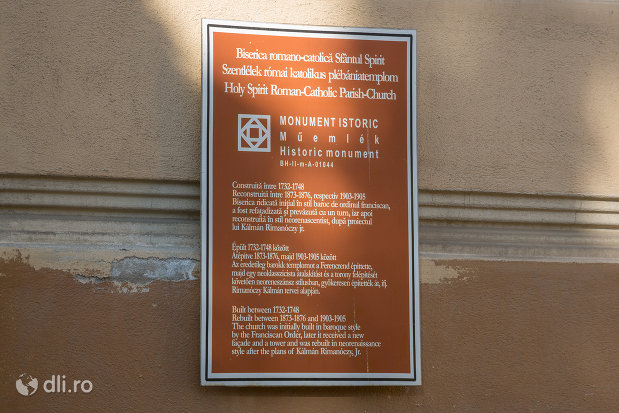 Biserica romano-catolică Sfântul Spirit
Szentlélek római katolikus plébániatemplom
Holy Spirit Roman-Catholic Parish-Church
MONUMENT ISTORIC
Műemlék
Historic monument
BH-II-m-A-01044
Construită între 1732-1748
Reconstruită între 1873-1876, respectiv 1903-1905
Biserica ridicată inițial în stil baroc de ordinul franciscan,
a fost refațadizată și prevăzută cu un turn, iar apoi
reconstruită în stil neorenascentist, după proiectul
lui Kálmán Rimanóczy jr.
Épült 1732-1748 között
Átépítve 1873-1876, majd 1903-1905 között
Az eredetileg barokk templomot a Ferencrend építtette,
majd egy neoklasszicista átalakítást és a torony felépítését
követően neoreneszánsz stílusban, gyökeresen építették át, ifj.
Rimanóczy Kálmán tervei alapján.
Built between 1732-1748
Rebuilt between 1873-1876 and 1903-1905
The church was initially built in baroque style
by the Franciscan Order, later it received a new
façade and a tower and was rebuilt in neorenaissance
style after the plans of Kálmán Rimanóczy, Jr.
dli.ro